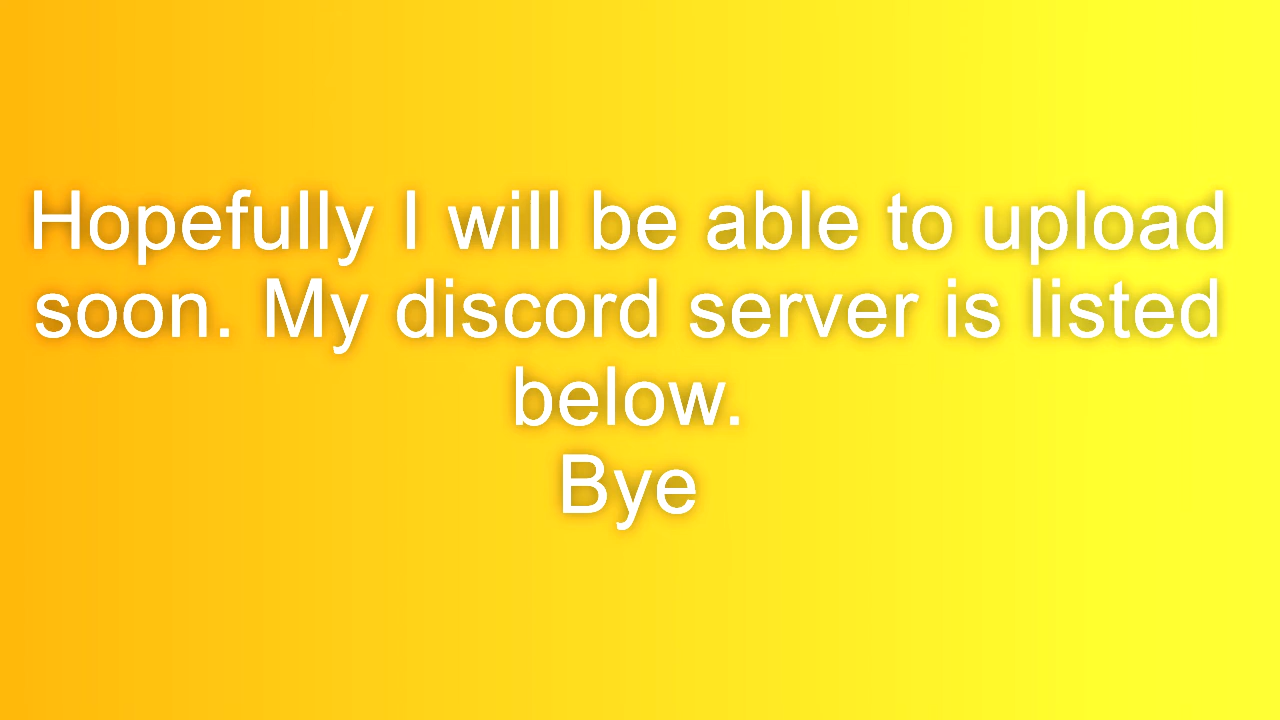 Hopefully I will be able to upload
soon. My discord server is listed
below.
Bye